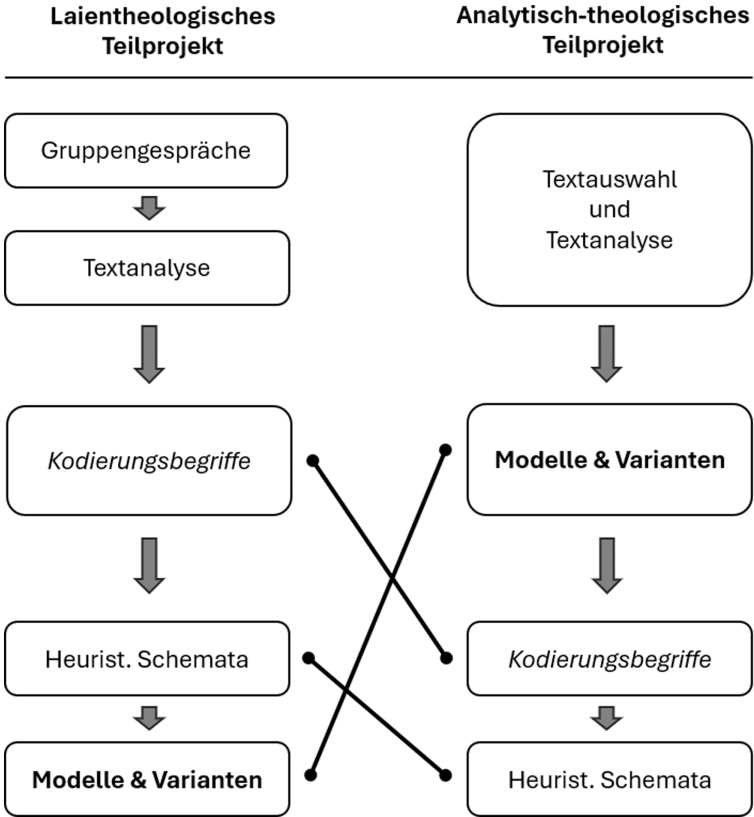 Laientheologisches
Teilprojekt
Gruppengespräche
Textanalyse
Kodierungsbegriffe
Heurist. Schemata
Modelle & Varianten
Analytisch-theologisches
Teilprojekt
Textauswahl
und
Textanalyse
Modelle & Varianten
Kodierungsbegriffe
Heurist. Schemata